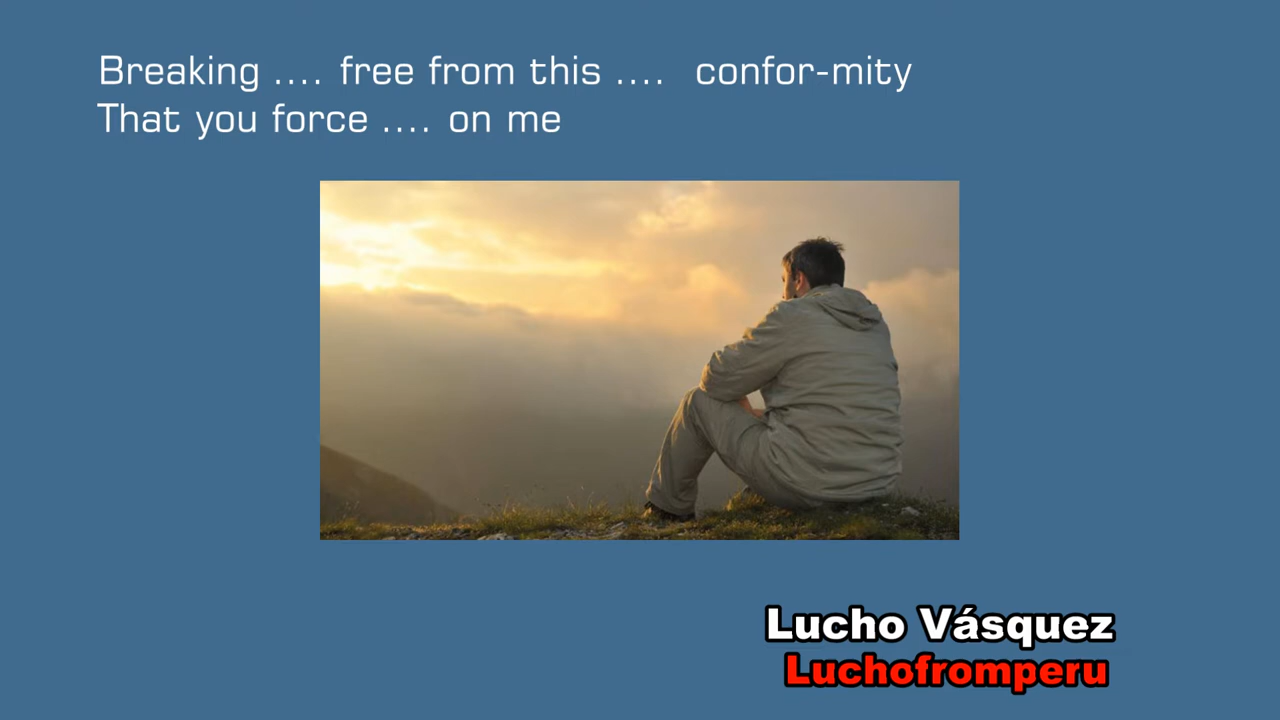 Breaking .... free from this .... confor-mity
That you force .... on me
Lucho Vásquez
Luchofromperu